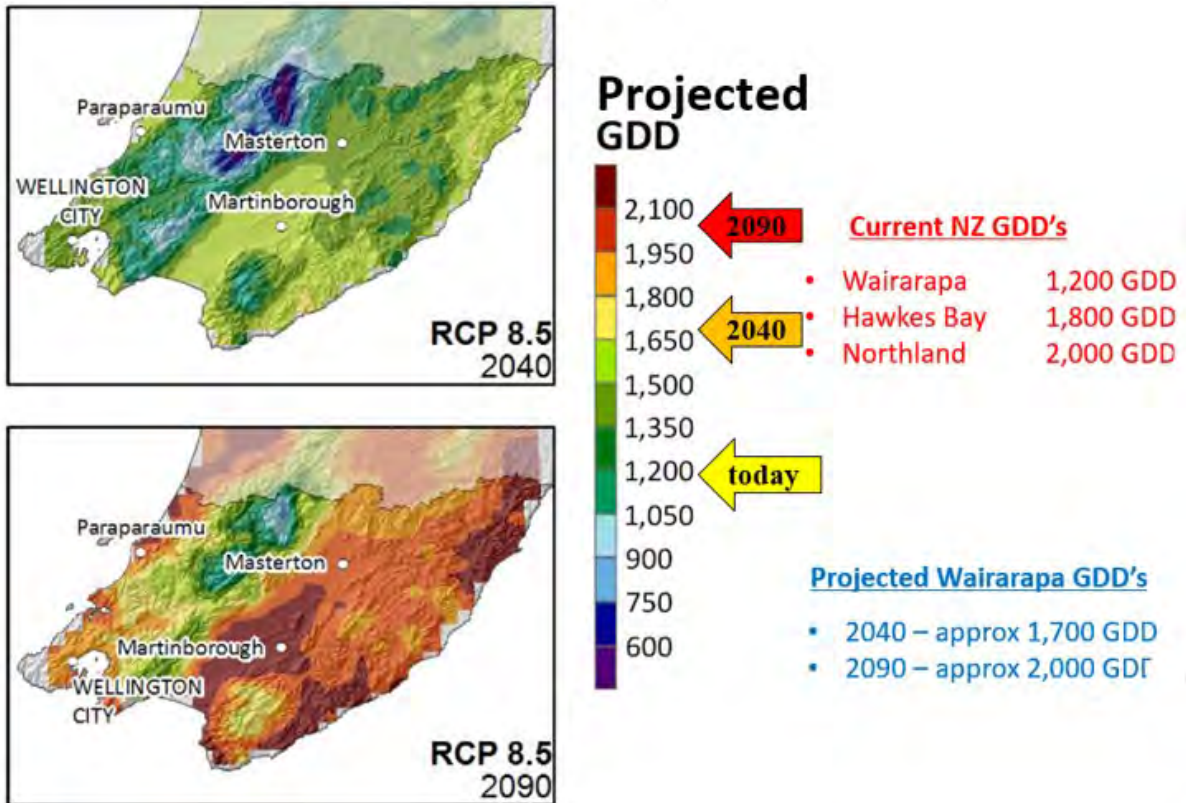 Paraparaumu
Masterton
WELLINGTON
CITY
Martinborough
RCP 8.5
2040
Paraparaumu
Masterton
Martinborough
WELLINGTON
CITY
RCP 8.5
2090
Projected
GDD
2,100
1,950
1,800
1,650
1,500
1,350
1,200
1,050
900
750
600
2090
2040
today
Current NZ GDD's
• Wairarapa 1,200 GDD
• Hawkes Bay 1,800 GDD
• Northland 2,000 GDD
Projected Wairarapa GDD's
• 2040 – approx 1,700 GDD
• 2090 – approx 2,000 GDD